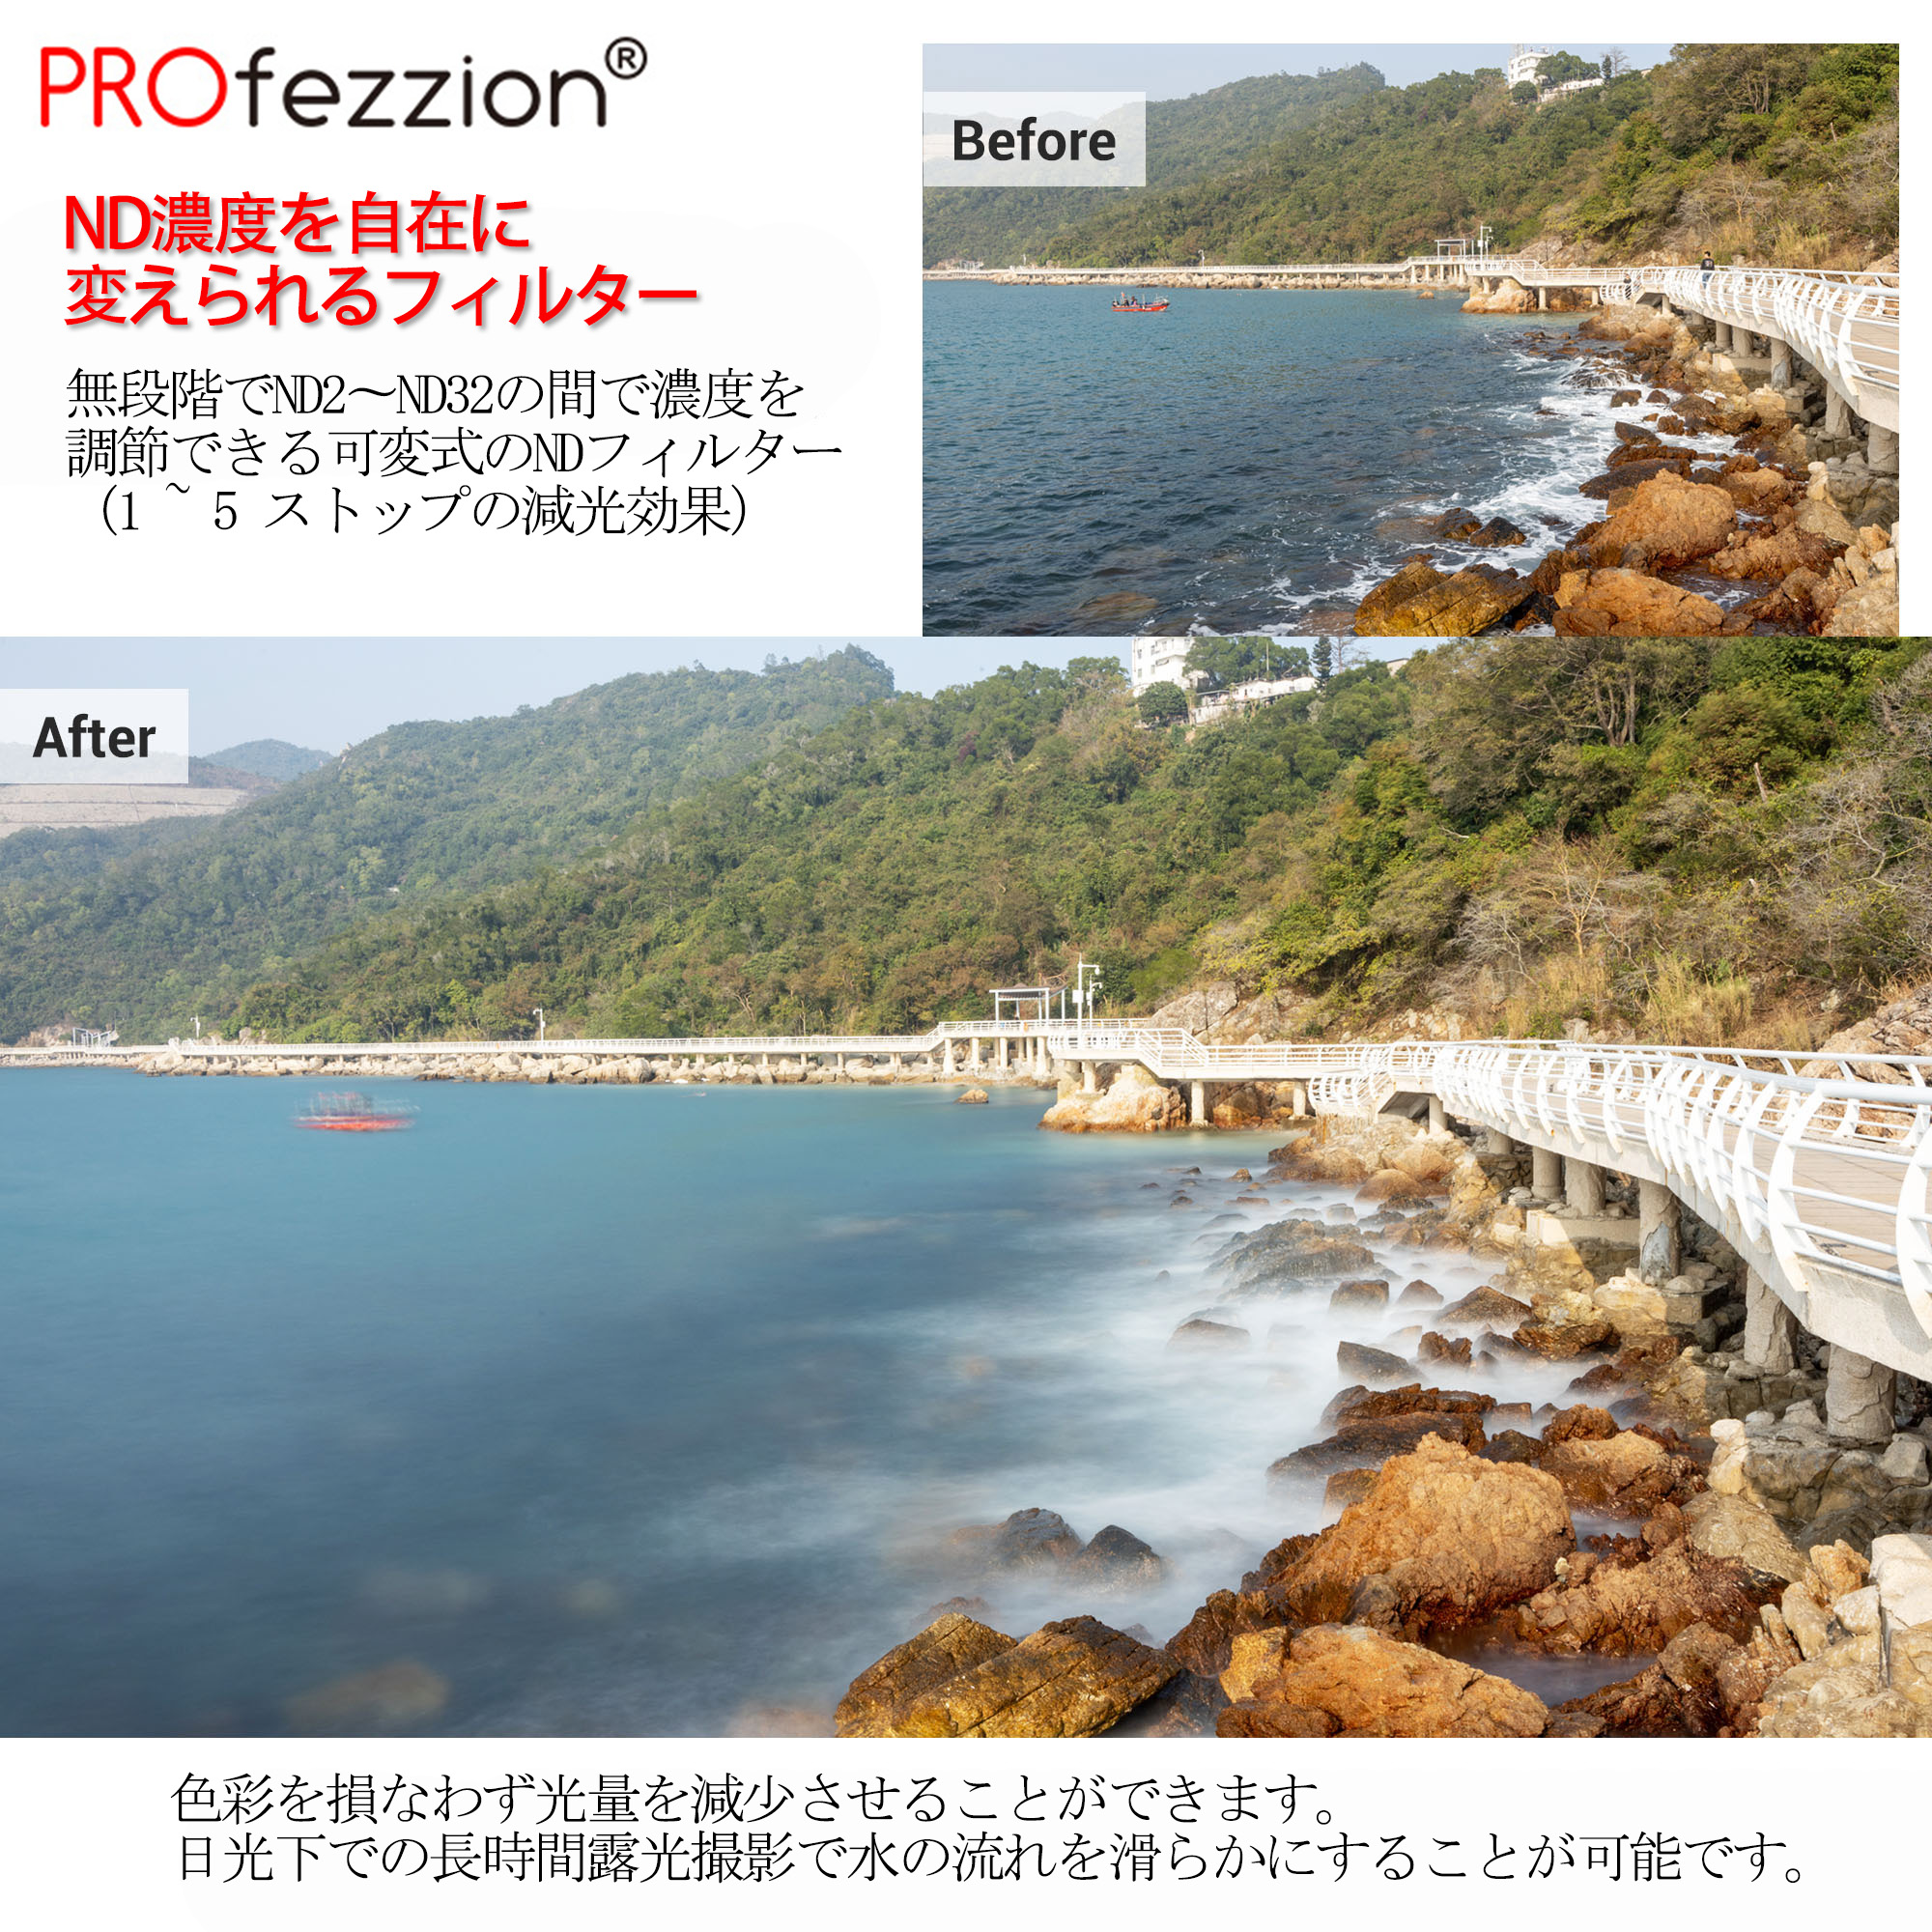 PROfezzion®
ND濃度を自在に
変えられるフィルター
無段階でND2〜ND32の間で濃度を
調節できる可変式のNDフィルター
（1 ~ 5 ストップの減光効果）
Before
After
色彩を損なわず光量を減少させることができます。
日光下での長時間露光撮影で水の流れを滑らかにすることが可能です。